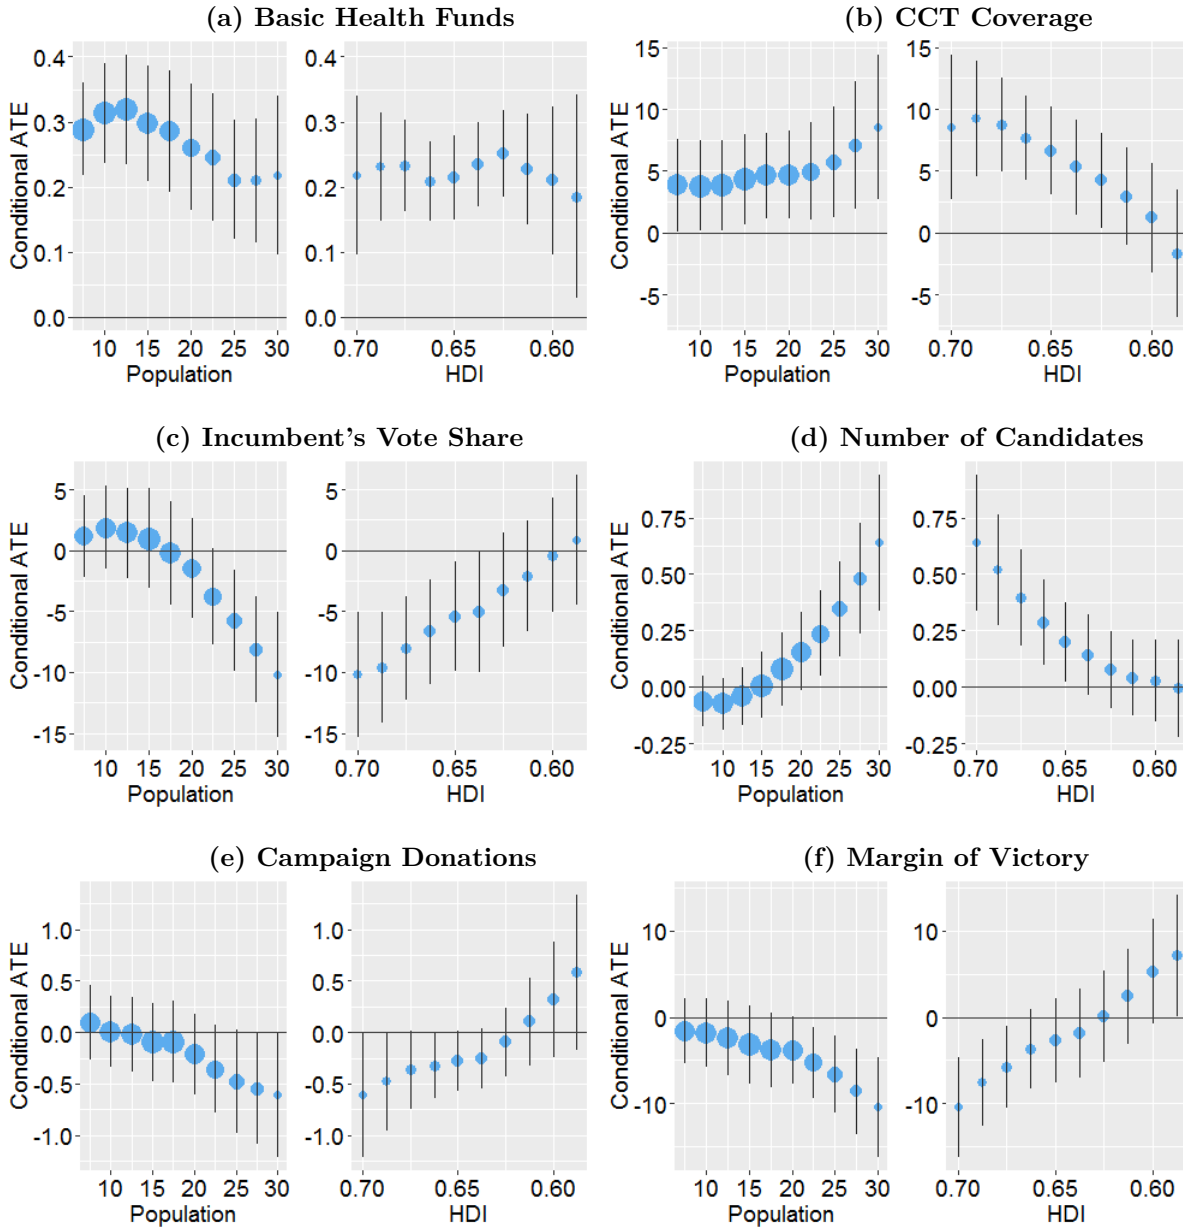 (a) Basic Health Funds
Conditional ATE
0.4
0.3
0.2
0.1
0.0
10 15 20 25 30
Population
0.4
0.3
0.2
0.1
0.0
0.70 0.65 0.60
HDI
(b) CCT Coverage
Conditional ATE
15
10
5
0
-5
10 15 20 25 30
Population
15
10
5
0
-5
0.70 0.65 0.60
HDI
(c) Incumbent's Vote Share
Conditional ATE
5
0
-5
-10
-15
10 15 20 25 30
Population
5
0
-5
-10
-15
0.70 0.65 0.60
HDI
(d) Number of Candidates
Conditional ATE
0.75
0.50
0.25
0.00
-0.25
10 15 20 25 30
Population
0.75
0.50
0.25
0.00
-0.25
0.70 0.65 0.60
HDI
(e) Campaign Donations
Conditional ATE
1.0
0.5
0.0
-0.5
-1.0
10 15 20 25 30
Population
1.0
0.5
0.0
-0.5
-1.0
0.70 0.65 0.60
HDI
(f) Margin of Victory
Conditional ATE
10
0
-10
10 15 20 25 30
Population
10
0
-10
0.70 0.65 0.60
HDI